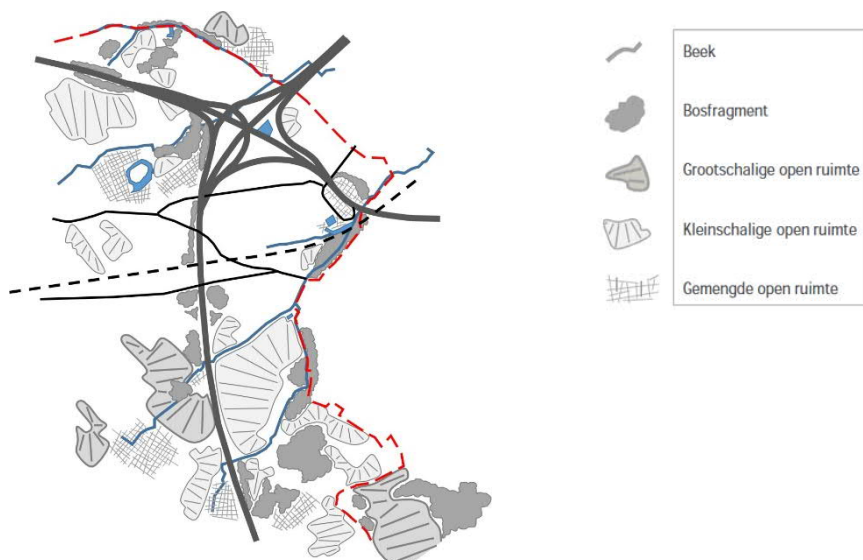 Beek
Bosfragment
Grootschalige open ruimte
Kleinschalige open ruimte
Gemengde open ruimte